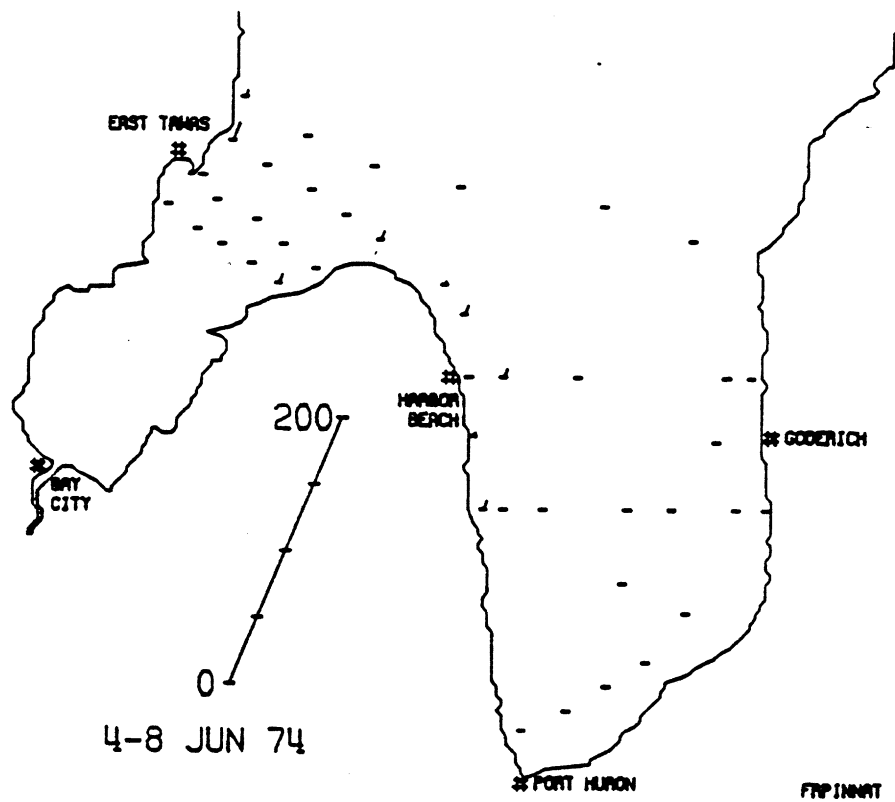 EAST TAWAS
200
HARBOR
BEACH
GODERICH
BAY
CITY
0
4-8 JUN 74
PORT HURON
FRPINNAT